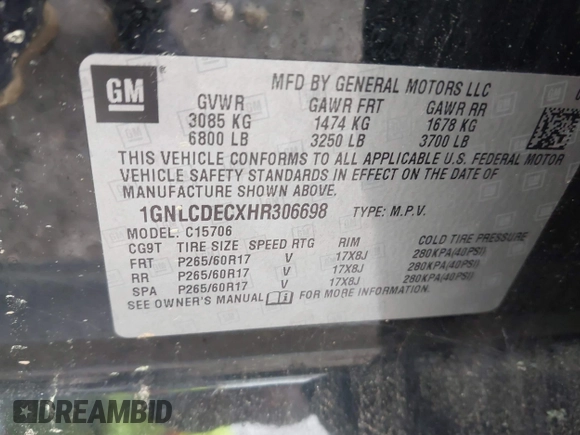 GM
MFD BY GENERAL MOTORS LLC
GVWR GAWR FRT GAWR RR
3085 KG 1474 KG 1678 KG
6800 LB 3250 LB 3700 LB
THIS VEHICLE CONFORMS TO ALL APPLICABLE U.S. FEDERAL MOTOR
VEHICLE SAFETY STANDARDS IN EFFECT ON THE DATE OF
MANUFACTURE SHOWN ABOVE.
1GNLCDECXHR306698 TYPE: M.P.V.
MODEL: C15706
CG9T TIRE SIZE SPEED RTG RIM COLD TIRE PRESSURE
FRT P265/60R17 V 17X8J 280KPA(40PSI)
RR P265/60R17 V 17X8J 280KPA(40PSI)
SPA P265/60R17 V 17X8J 280KPA(40PSI)
SEE OWNER'S MANUAL FOR MORE INFORMATION.
DREAMBID